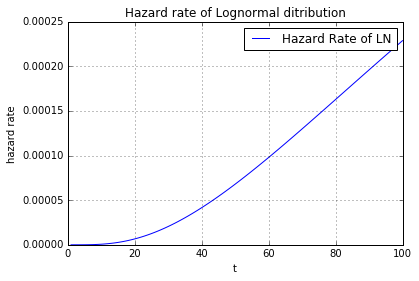 Hazard rate of Lognormal ditribution
Hazard Rate of LN
hazard rate
0.00025
0.00020
0.00015
0.00010
0.00005
0.00000
0 20 40 60 80 100
t